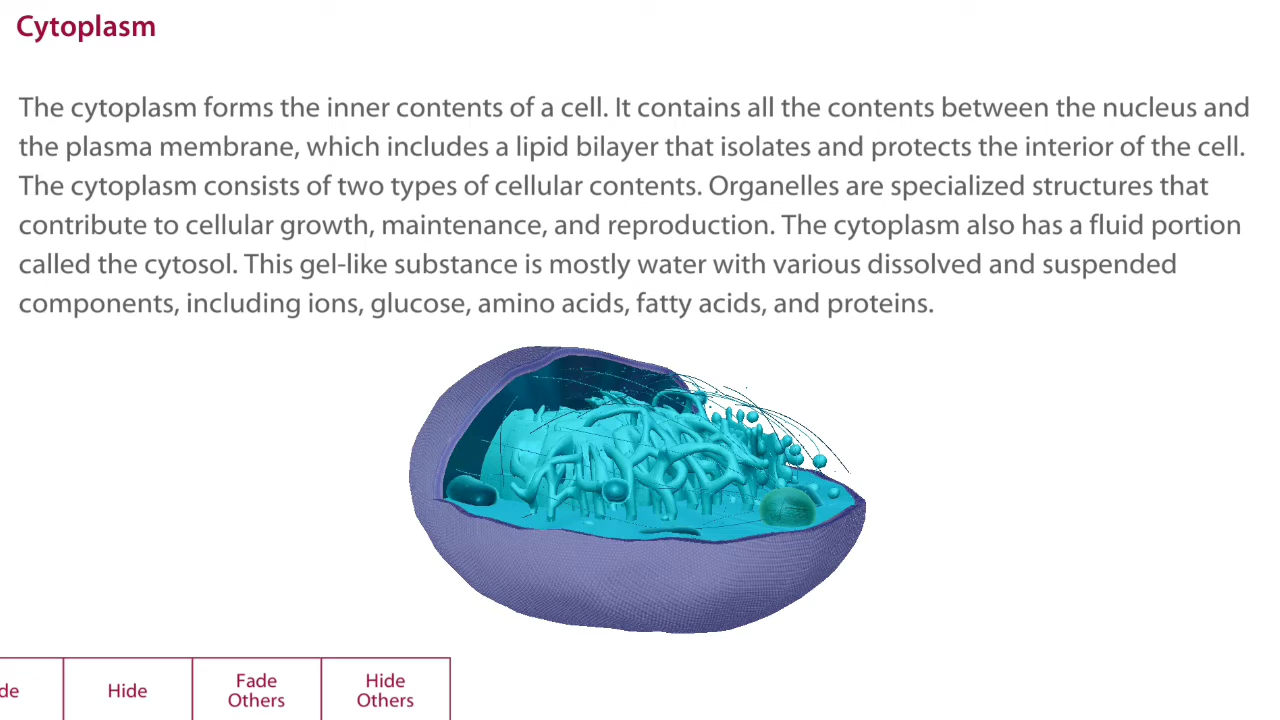 Cytoplasm
The cytoplasm forms the inner contents of a cell. It contains all the contents between the nucleus and
the plasma membrane, which includes a lipid bilayer that isolates and protects the interior of the cell.
The cytoplasm consists of two types of cellular contents. Organelles are specialized structures that
contribute to cellular growth, maintenance, and reproduction. The cytoplasm also has a fluid portion
called the cytosol. This gel-like substance is mostly water with various dissolved and suspended
components, including ions, glucose, amino acids, fatty acids, and proteins.
de
Hide
Fade
Others
Hide
Others